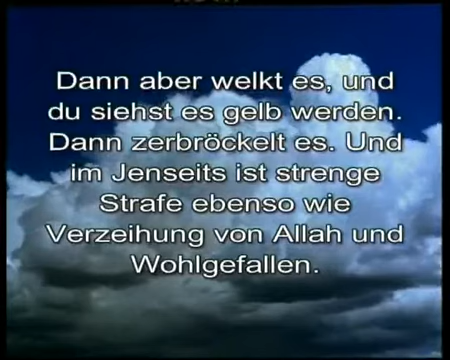 Dann aber welkt es, und
du siehst es gelb werden.
Dann zerbröckelt es. Und
im Jenseits ist strenge
Strafe ebenso wie
Verzeihung von Allah und
Wohlgefallen.